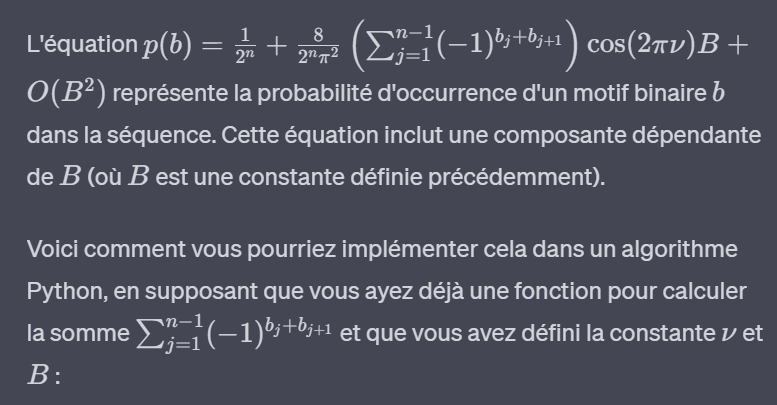 L'équation $p(b) = \frac{1}{2^n} + \frac{8}{2^n\pi^2} \left( \sum_{j=1}^{n-1} (-1)^{b_j+b_{j+1}} \right) \cos(2\pi\nu)B +$
$O(B^2)$ représente la probabilité d'occurrence d'un motif binaire $b$
dans la séquence. Cette équation inclut une composante dépendante
de $B$ (où $B$ est une constante définie précédemment).
Voici comment vous pourriez implémenter cela dans un algorithme
Python, en supposant que vous ayez déjà une fonction pour calculer
la somme $\sum_{j=1}^{n-1} (-1)^{b_j+b_{j+1}}$ et que vous avez défini la constante $\nu$ et
$B$ :